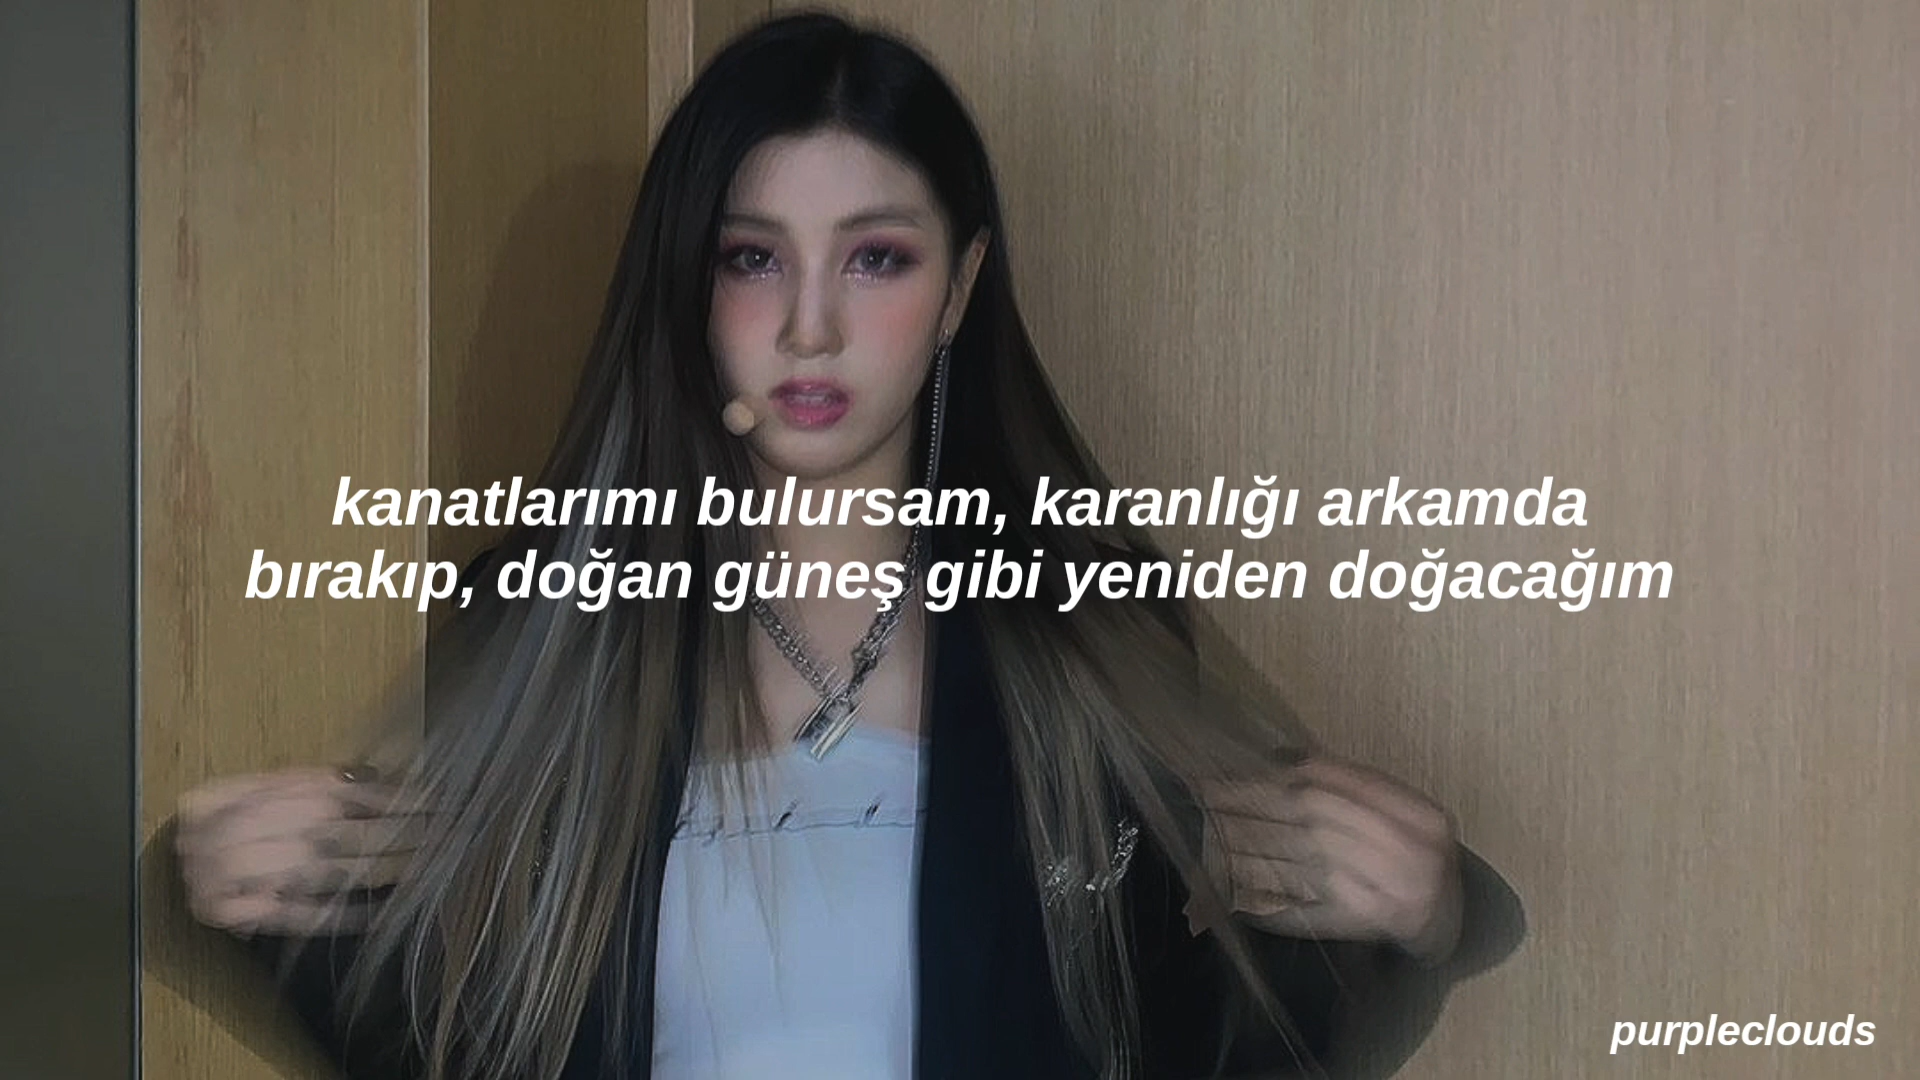 kanatlarımı bulursam, karanlığı arkamda
bırakıp, doğan güneş gibi yeniden doğacağım
purpleclouds